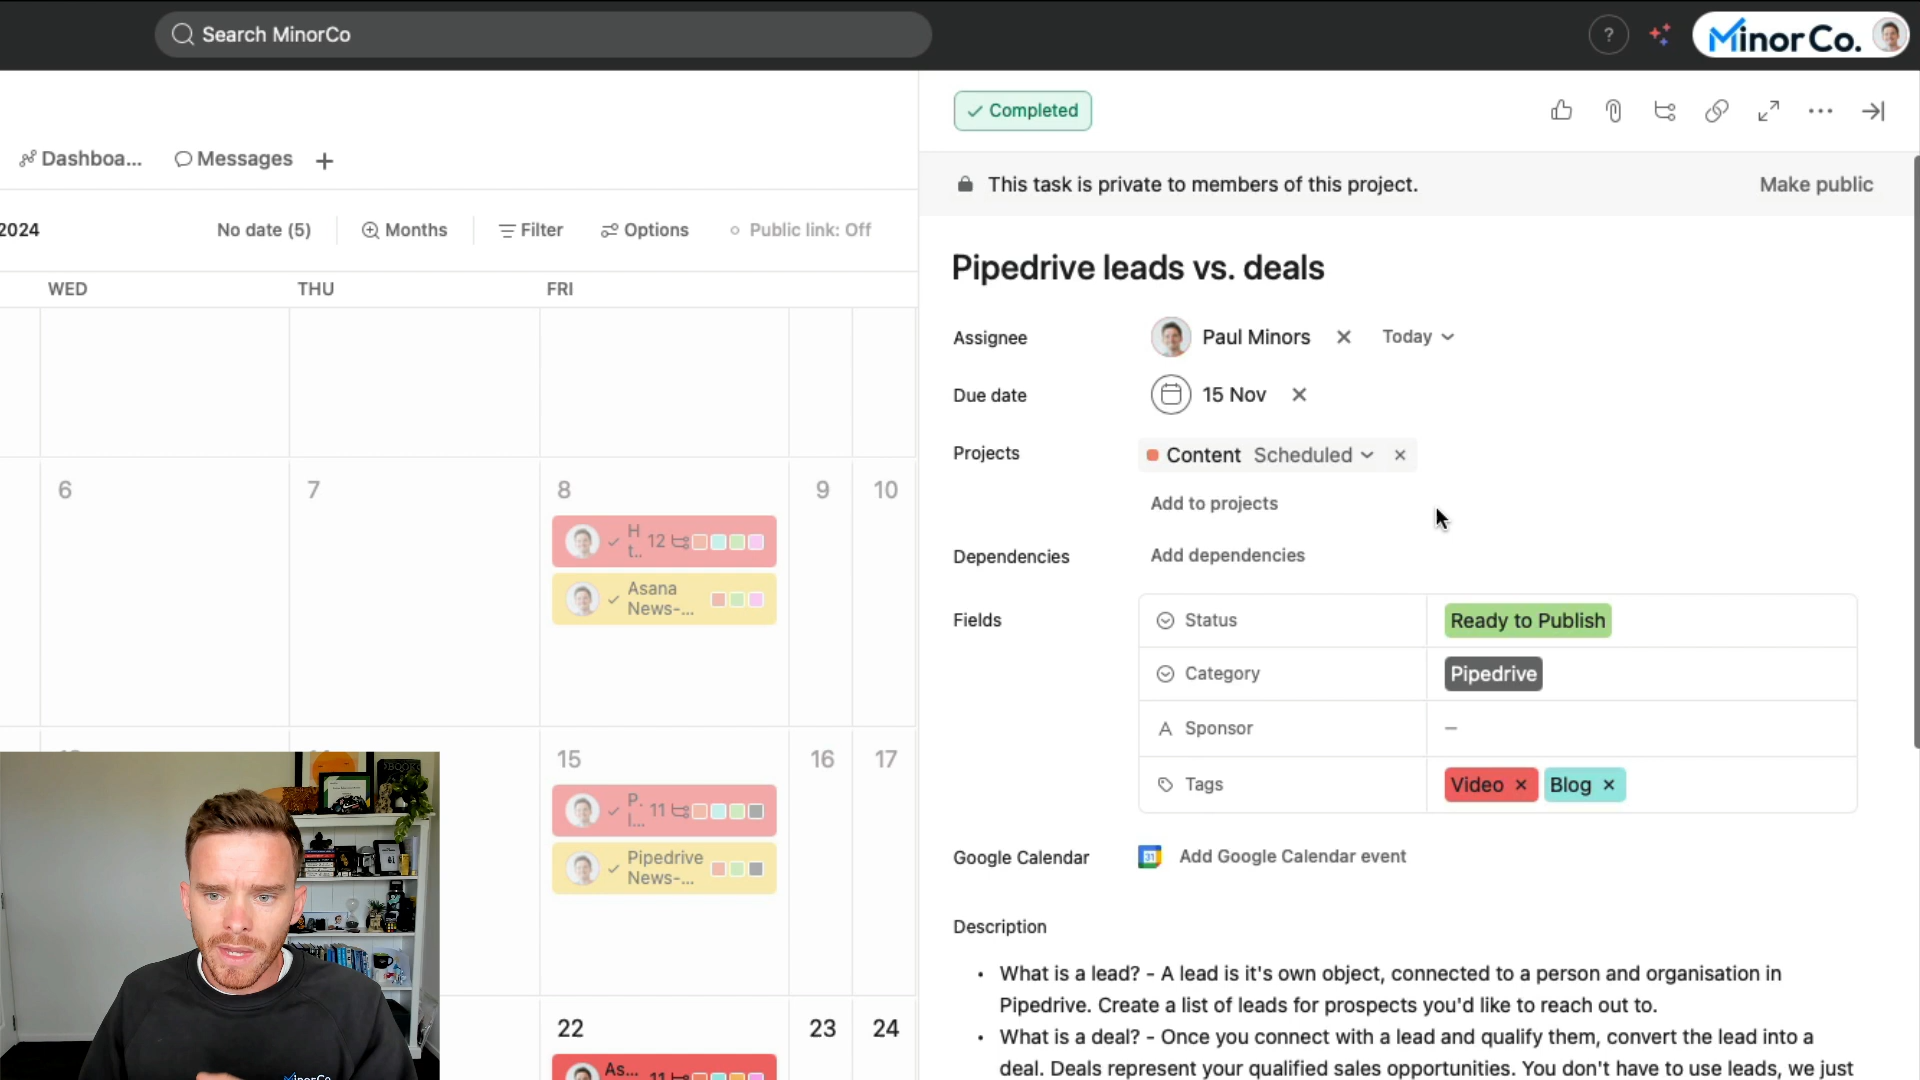 Search MinorCo
?
MinorCo.
Completed
Dashboa...
Messages
+
This task is private to members of this project.
Make public
2024
No date (5)
Months
Filter
Options
Public link: Off
Pipedrive leads vs. deals
WED
THU
FRI
Assignee
Paul Minors
Today
Due date
15 Nov
Projects
Content Scheduled
Add to projects
Dependencies
Add dependencies
6
7
8
9
10
H
t..
12
Asana
News-...
Fields
Status
Ready to Publish
Category
Pipedrive
Sponsor
–
Tags
Video
Blog
15
16
17
P.
l...
11
Pipedrive
News-...
Google Calendar
31
Add Google Calendar event
Description
• What is a lead? - A lead is it's own object, connected to a person and organisation in
Pipedrive. Create a list of leads for prospects you'd like to reach out to.
• What is a deal? - Once you connect with a lead and qualify them, convert the lead into a
deal. Deals represent your qualified sales opportunities. You don't have to use leads, we just
22
23
24
As...
11
MinorCo